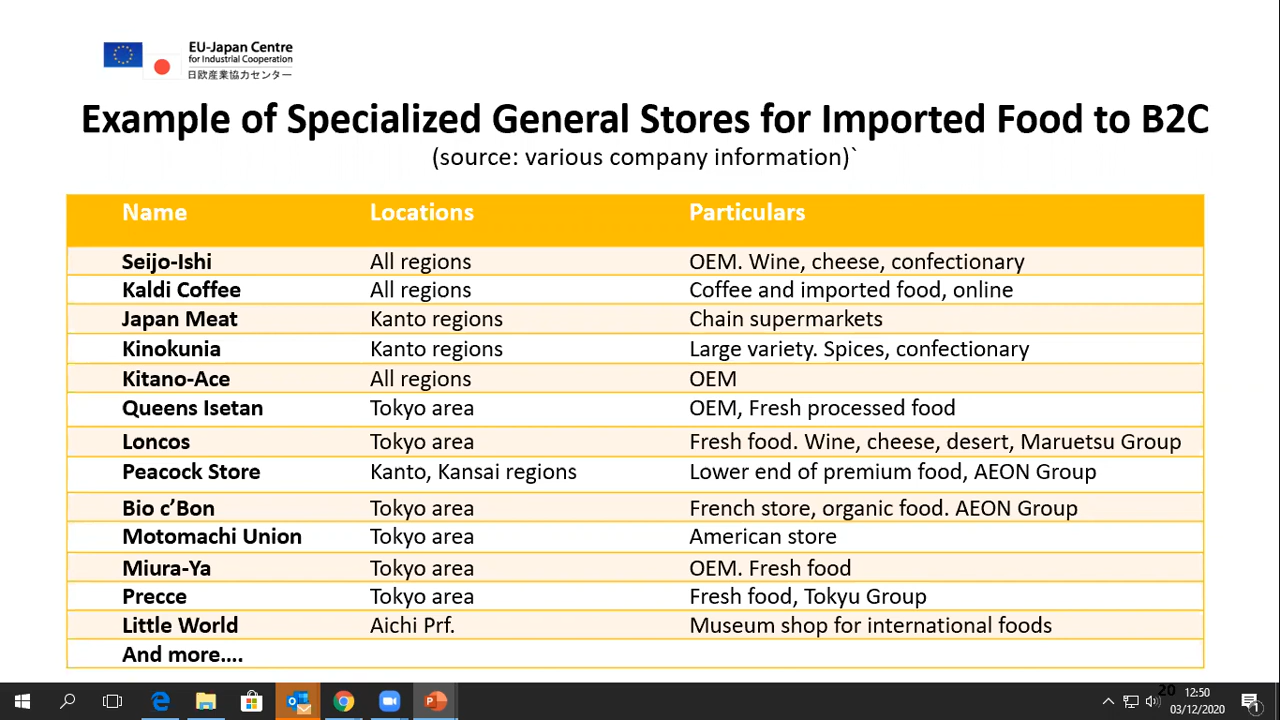 EU-Japan Centre
for Industrial Cooperation
日欧産業協力センター
Example of Specialized General Stores for Imported Food to B2C
(source: various company information)`
Name Locations Particulars
Seijo-Ishi All regions OEM. Wine, cheese, confectionary
Kaldi Coffee All regions Coffee and imported food, online
Japan Meat Kanto regions Chain supermarkets
Kinokunia Kanto regions Large variety. Spices, confectionary
Kitano-Ace All regions OEM
Queens Isetan Tokyo area OEM, Fresh processed food
Loncos Tokyo area Fresh food. Wine, cheese, desert, Maruetsu Group
Peacock Store Kanto, Kansai regions Lower end of premium food, AEON Group
Bio c’Bon Tokyo area French store, organic food. AEON Group
Motomachi Union Tokyo area American store
Miura-Ya Tokyo area OEM. Fresh food
Precce Tokyo area Fresh food, Tokyu Group
Little World Aichi Prf. Museum shop for international foods
And more….
20
12:50
03/12/2020
1